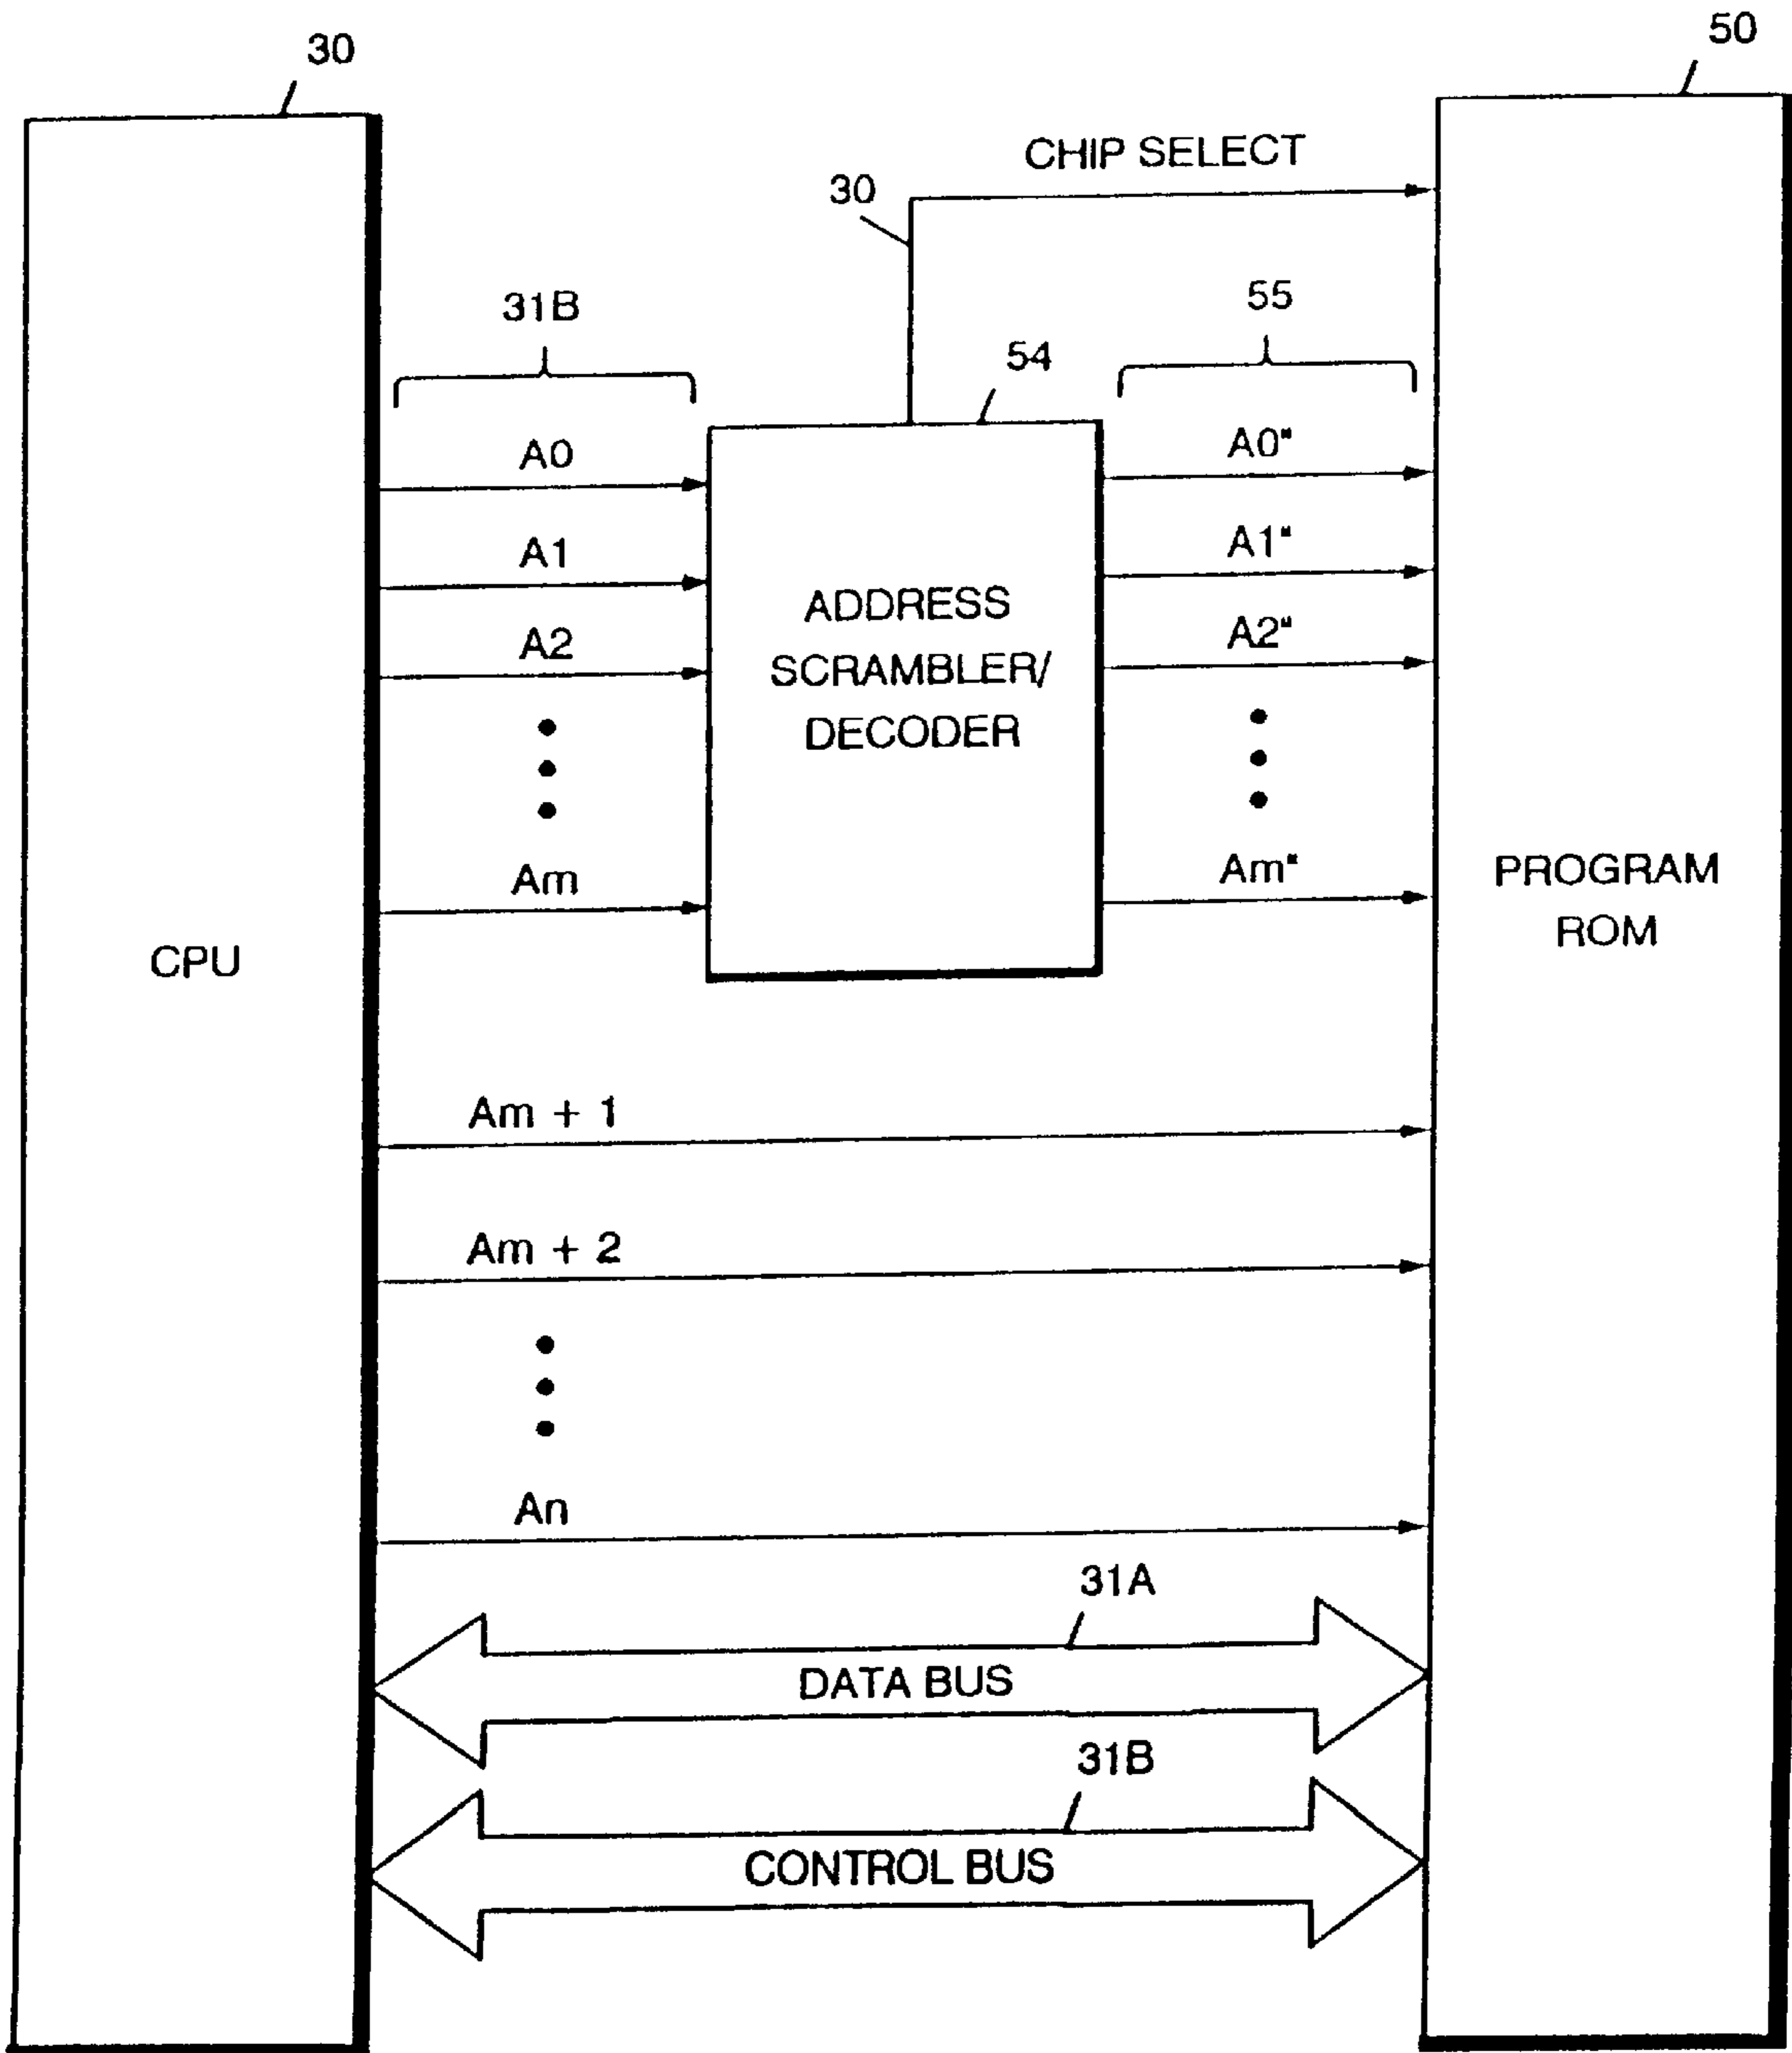 30
50
CHIP SELECT
30
31B
55
54
A0
A0"
A1
A1"
ADDRESS
SCRAMBLER/
DECODER
A2
A2"
Am
Am"
CPU
PROGRAM
ROM
Am + 1
Am + 2
An
31A
DATA BUS
31B
CONTROL BUS